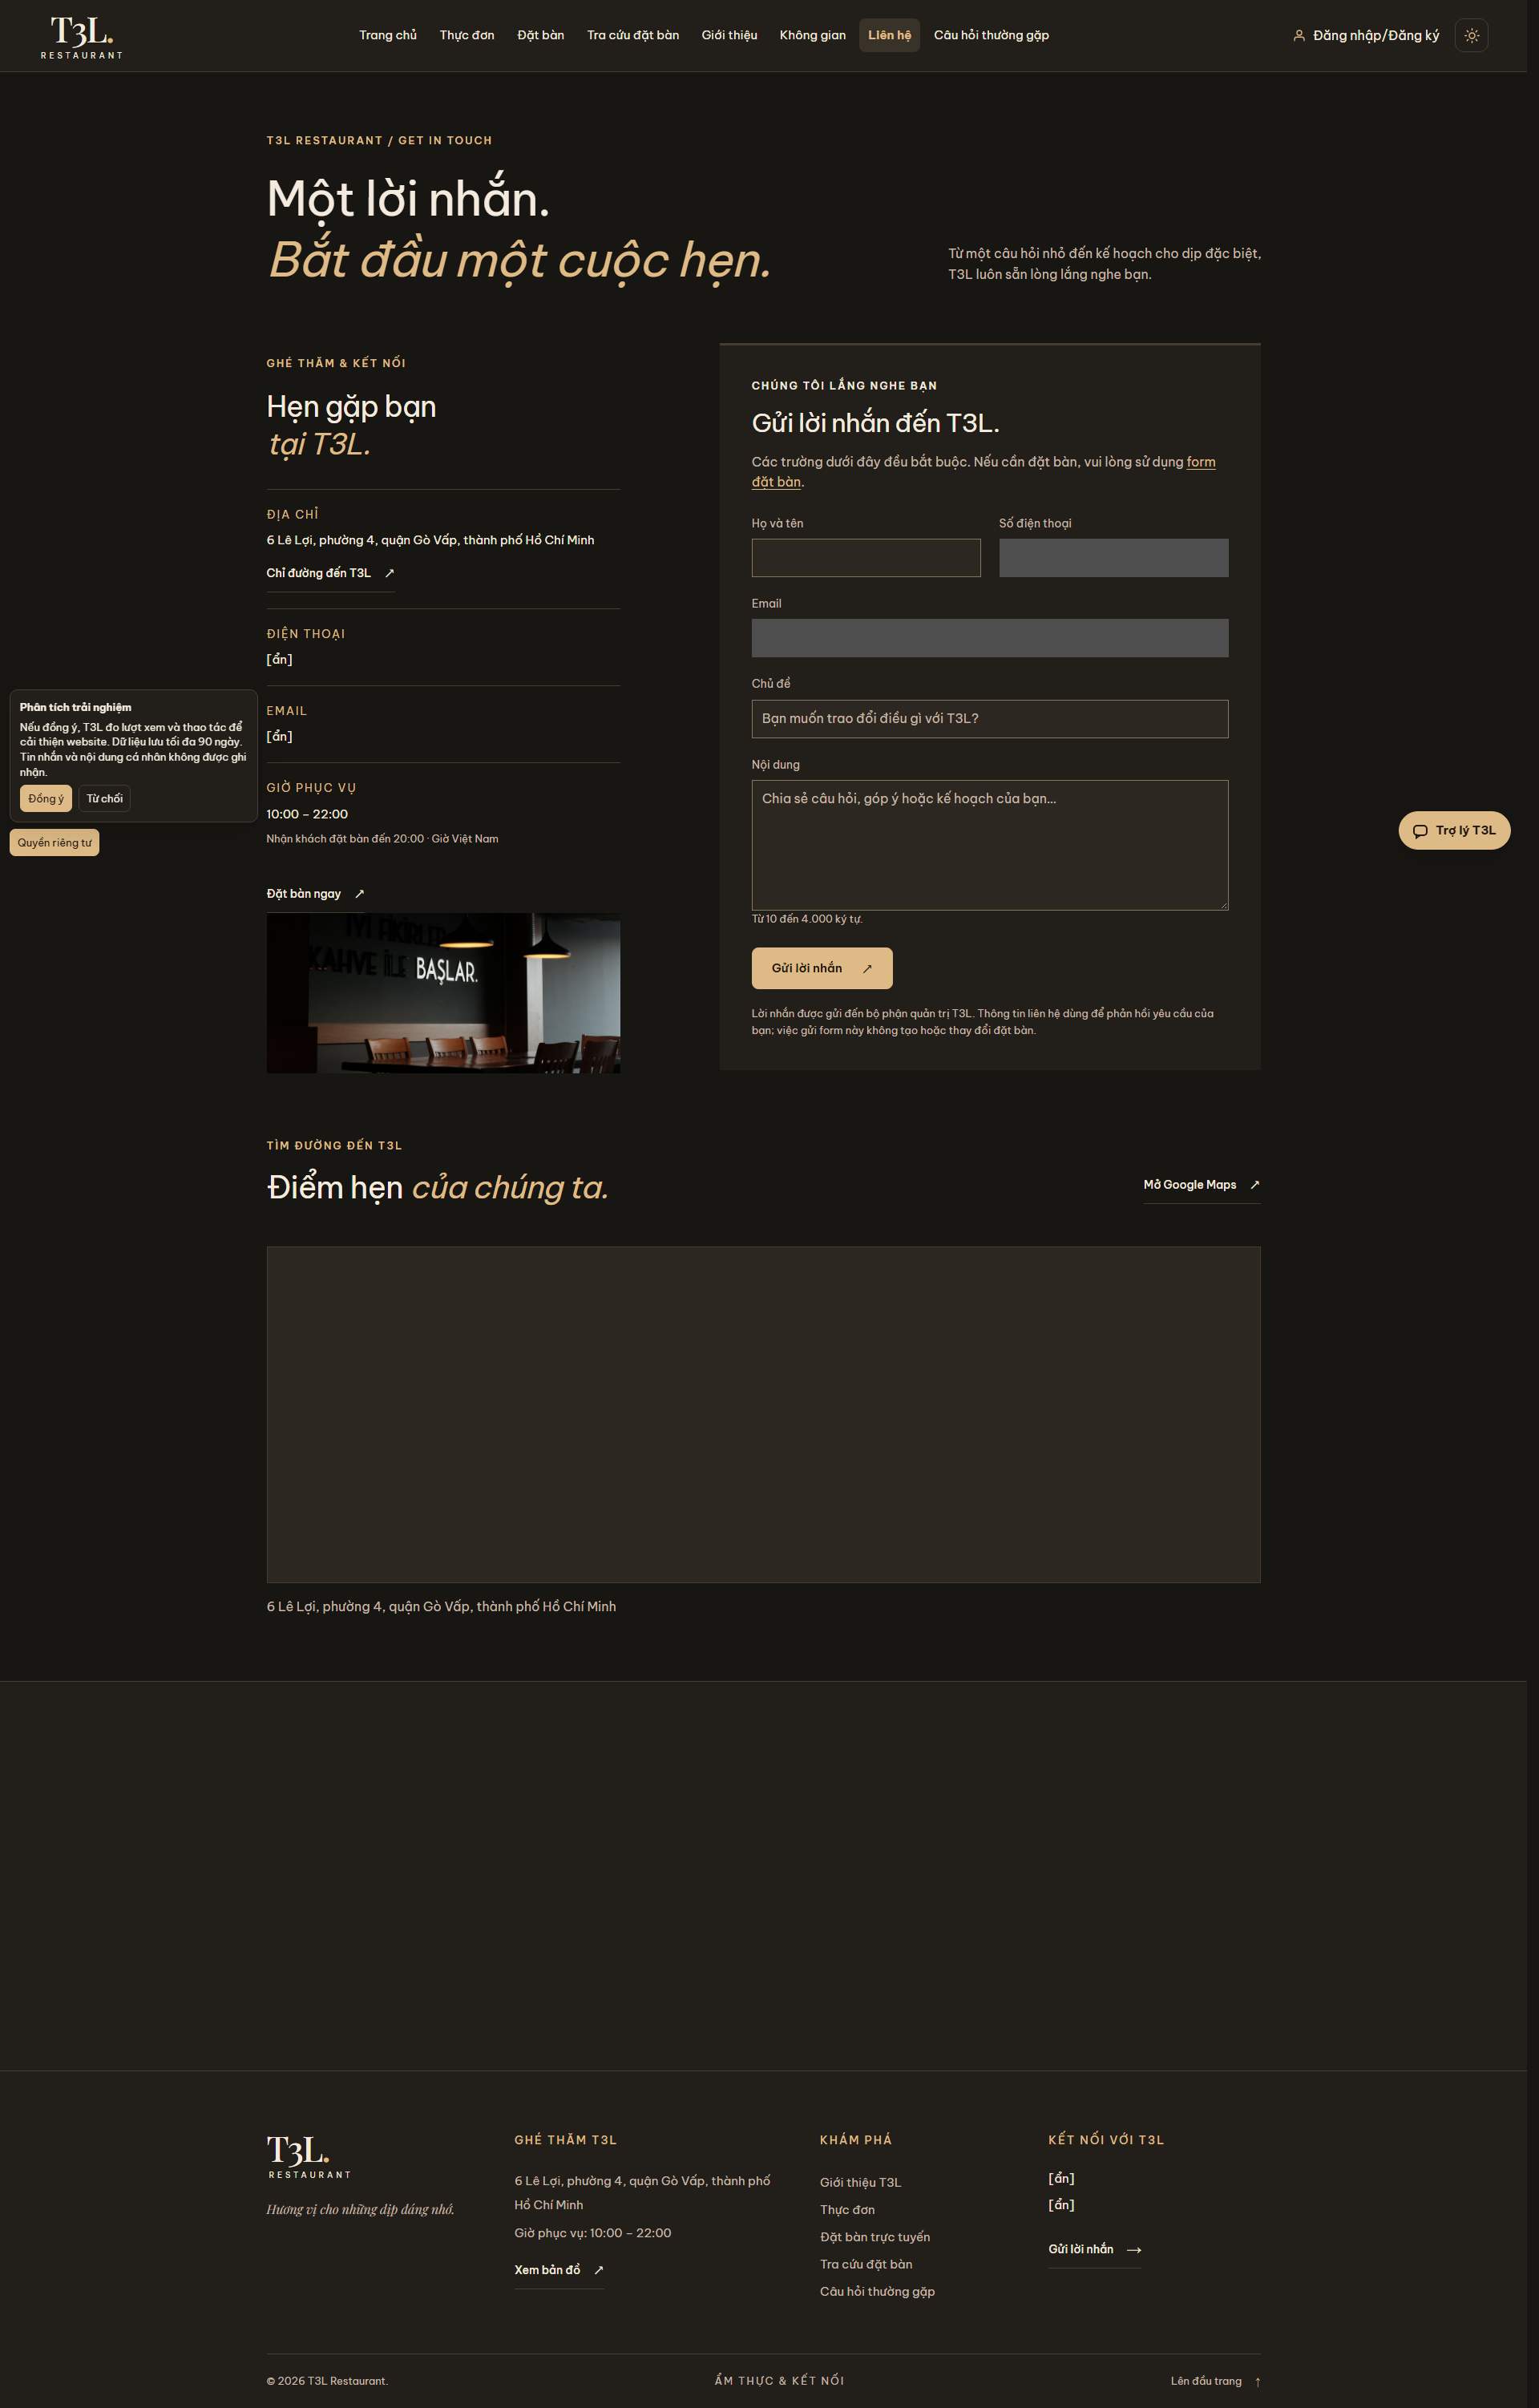 T3L.
RESTAURANT
Trang chủ
Thực đơn
Đặt bàn
Tra cứu đặt bàn
Giới thiệu
Không gian
Liên hệ
Câu hỏi thường gặp
Đăng nhập/Đăng ký
T3L RESTAURANT / GET IN TOUCH
Một lời nhắn.
Bắt đầu một cuộc hẹn.
Từ một câu hỏi nhỏ đến kế hoạch cho dịp đặc biệt,
T3L luôn sẵn lòng lắng nghe bạn.
GHÉ THĂM & KẾT NỐI
Hẹn gặp bạn
tại T3L.
ĐỊA CHỈ
6 Lê Lợi, phường 4, quận Gò Vấp, thành phố Hồ Chí Minh
Chỉ đường đến T3L ↗
ĐIỆN THOẠI
[ẩn]
EMAIL
[ẩn]
GIỜ PHỤC VỤ
10:00 – 22:00
Nhận khách đặt bàn đến 20:00 · Giờ Việt Nam
Đặt bàn ngay ↗
KAHVE İLE
BAŞLAR.
CHÚNG TÔI LẮNG NGHE BẠN
Gửi lời nhắn đến T3L.
Các trường dưới đây đều bắt buộc. Nếu cần đặt bàn, vui lòng sử dụng form
đặt bàn.
Họ và tên
Số điện thoại
Email
Chủ đề
Bạn muốn trao đổi điều gì với T3L?
Nội dung
Chia sẻ câu hỏi, góp ý hoặc kế hoạch của bạn…
Từ 10 đến 4.000 ký tự.
Gửi lời nhắn ↗
Lời nhắn được gửi đến bộ phận quản trị T3L. Thông tin liên hệ dùng để phản hồi yêu cầu của
bạn; việc gửi form này không tạo hoặc thay đổi đặt bàn.
Phân tích trải nghiệm
Nếu đồng ý, T3L đo lượt xem và thao tác để
cải thiện website. Dữ liệu lưu tối đa 90 ngày.
Tin nhắn và nội dung cá nhân không được ghi
nhận.
Đồng ý
Từ chối
Quyền riêng tư
Trợ lý T3L
TÌM ĐƯỜNG ĐẾN T3L
Điểm hẹn của chúng ta.
Mở Google Maps ↗
6 Lê Lợi, phường 4, quận Gò Vấp, thành phố Hồ Chí Minh
T3L.
RESTAURANT
Hương vị cho những dịp đáng nhớ.
GHÉ THĂM T3L
6 Lê Lợi, phường 4, quận Gò Vấp, thành phố
Hồ Chí Minh
Giờ phục vụ: 10:00 – 22:00
Xem bản đồ ↗
KHÁM PHÁ
Giới thiệu T3L
Thực đơn
Đặt bàn trực tuyến
Tra cứu đặt bàn
Câu hỏi thường gặp
KẾT NỐI VỚI T3L
[ẩn]
[ẩn]
Gửi lời nhắn →
© 2026 T3L Restaurant.
ẨM THỰC & KẾT NỐI
Lên đầu trang ↑